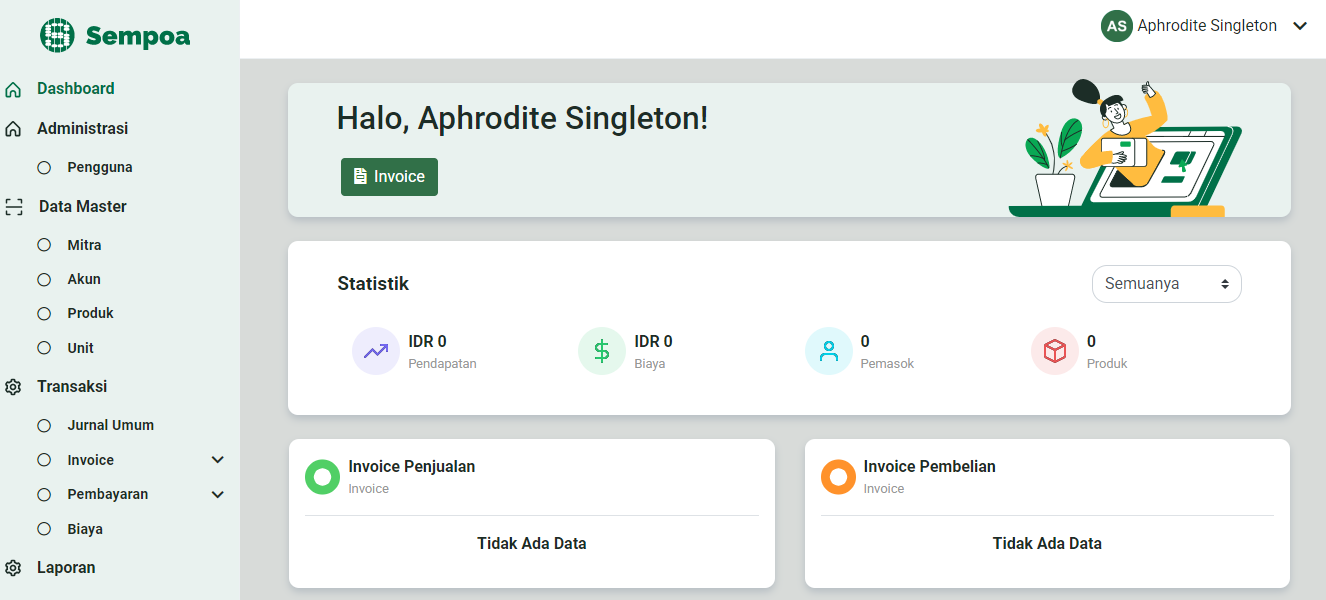 Sempoa
AS Aphrodite Singleton
Dashboard
Administrasi
Pengguna
Data Master
Mitra
Akun
Produk
Unit
Transaksi
Jurnal Umum
Invoice
Pembayaran
Biaya
Laporan
Halo, Aphrodite Singleton!
Invoice
Statistik
Semuanya
IDR 0
Pendapatan
IDR 0
Biaya
0
Pemasok
0
Produk
Invoice Penjualan
Invoice
Tidak Ada Data
Invoice Pembelian
Invoice
Tidak Ada Data